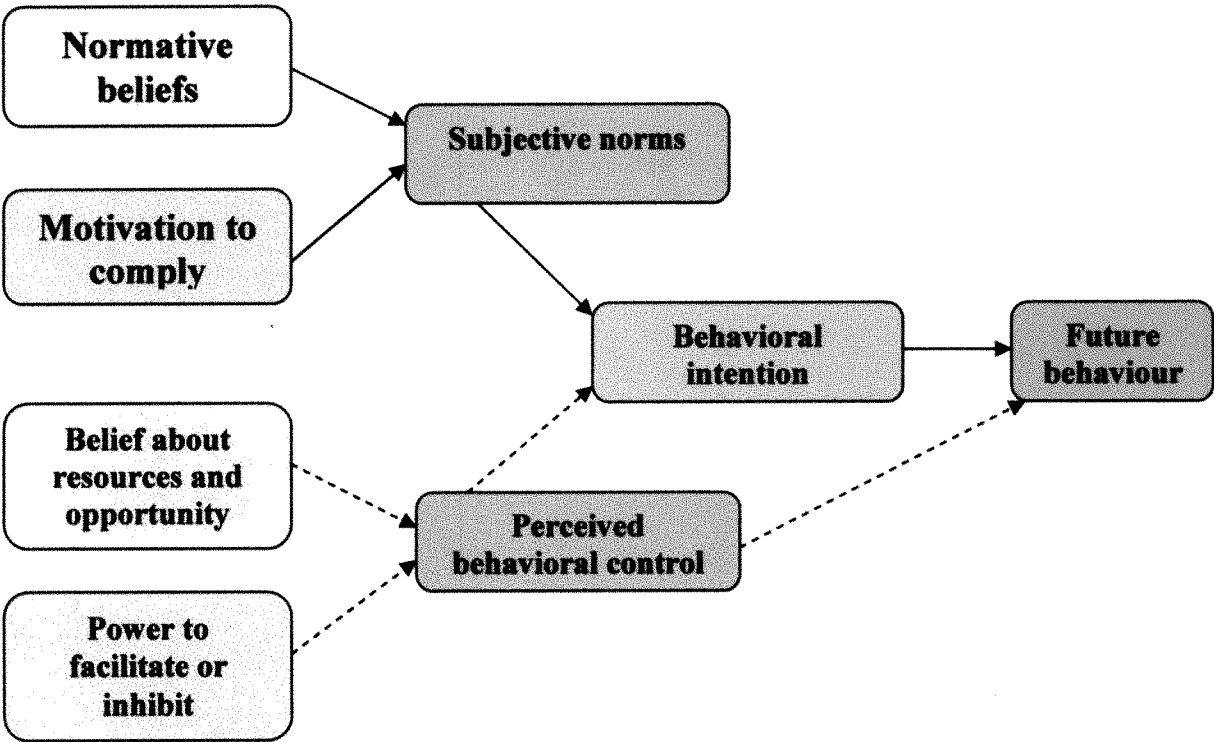 Normative
beliefs
Subjective norms
Motivation to
comply
Behavioral
intention
Future
behaviour
Belief about
resources and
opportunity
Perceived
behavioral control
Power to
facilitate or
inhibit